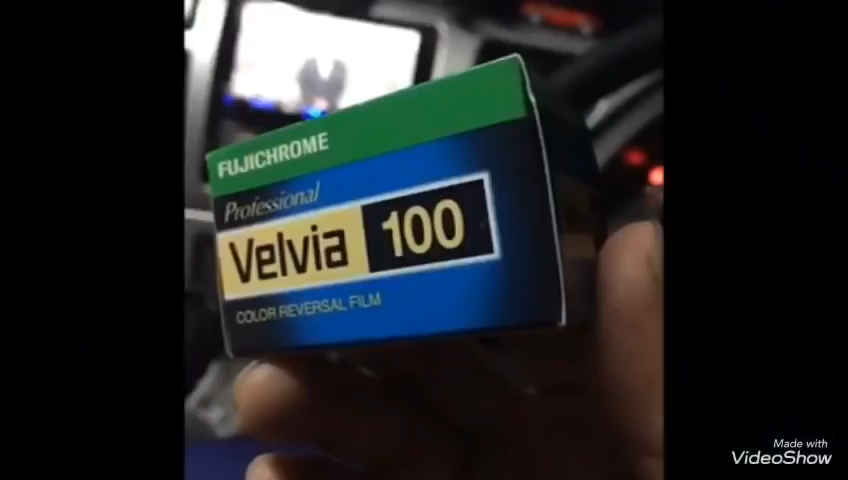 FUJICHROME
Professional
Velvia 100
COLOR REVERSAL FILM
Made with
VideoShow